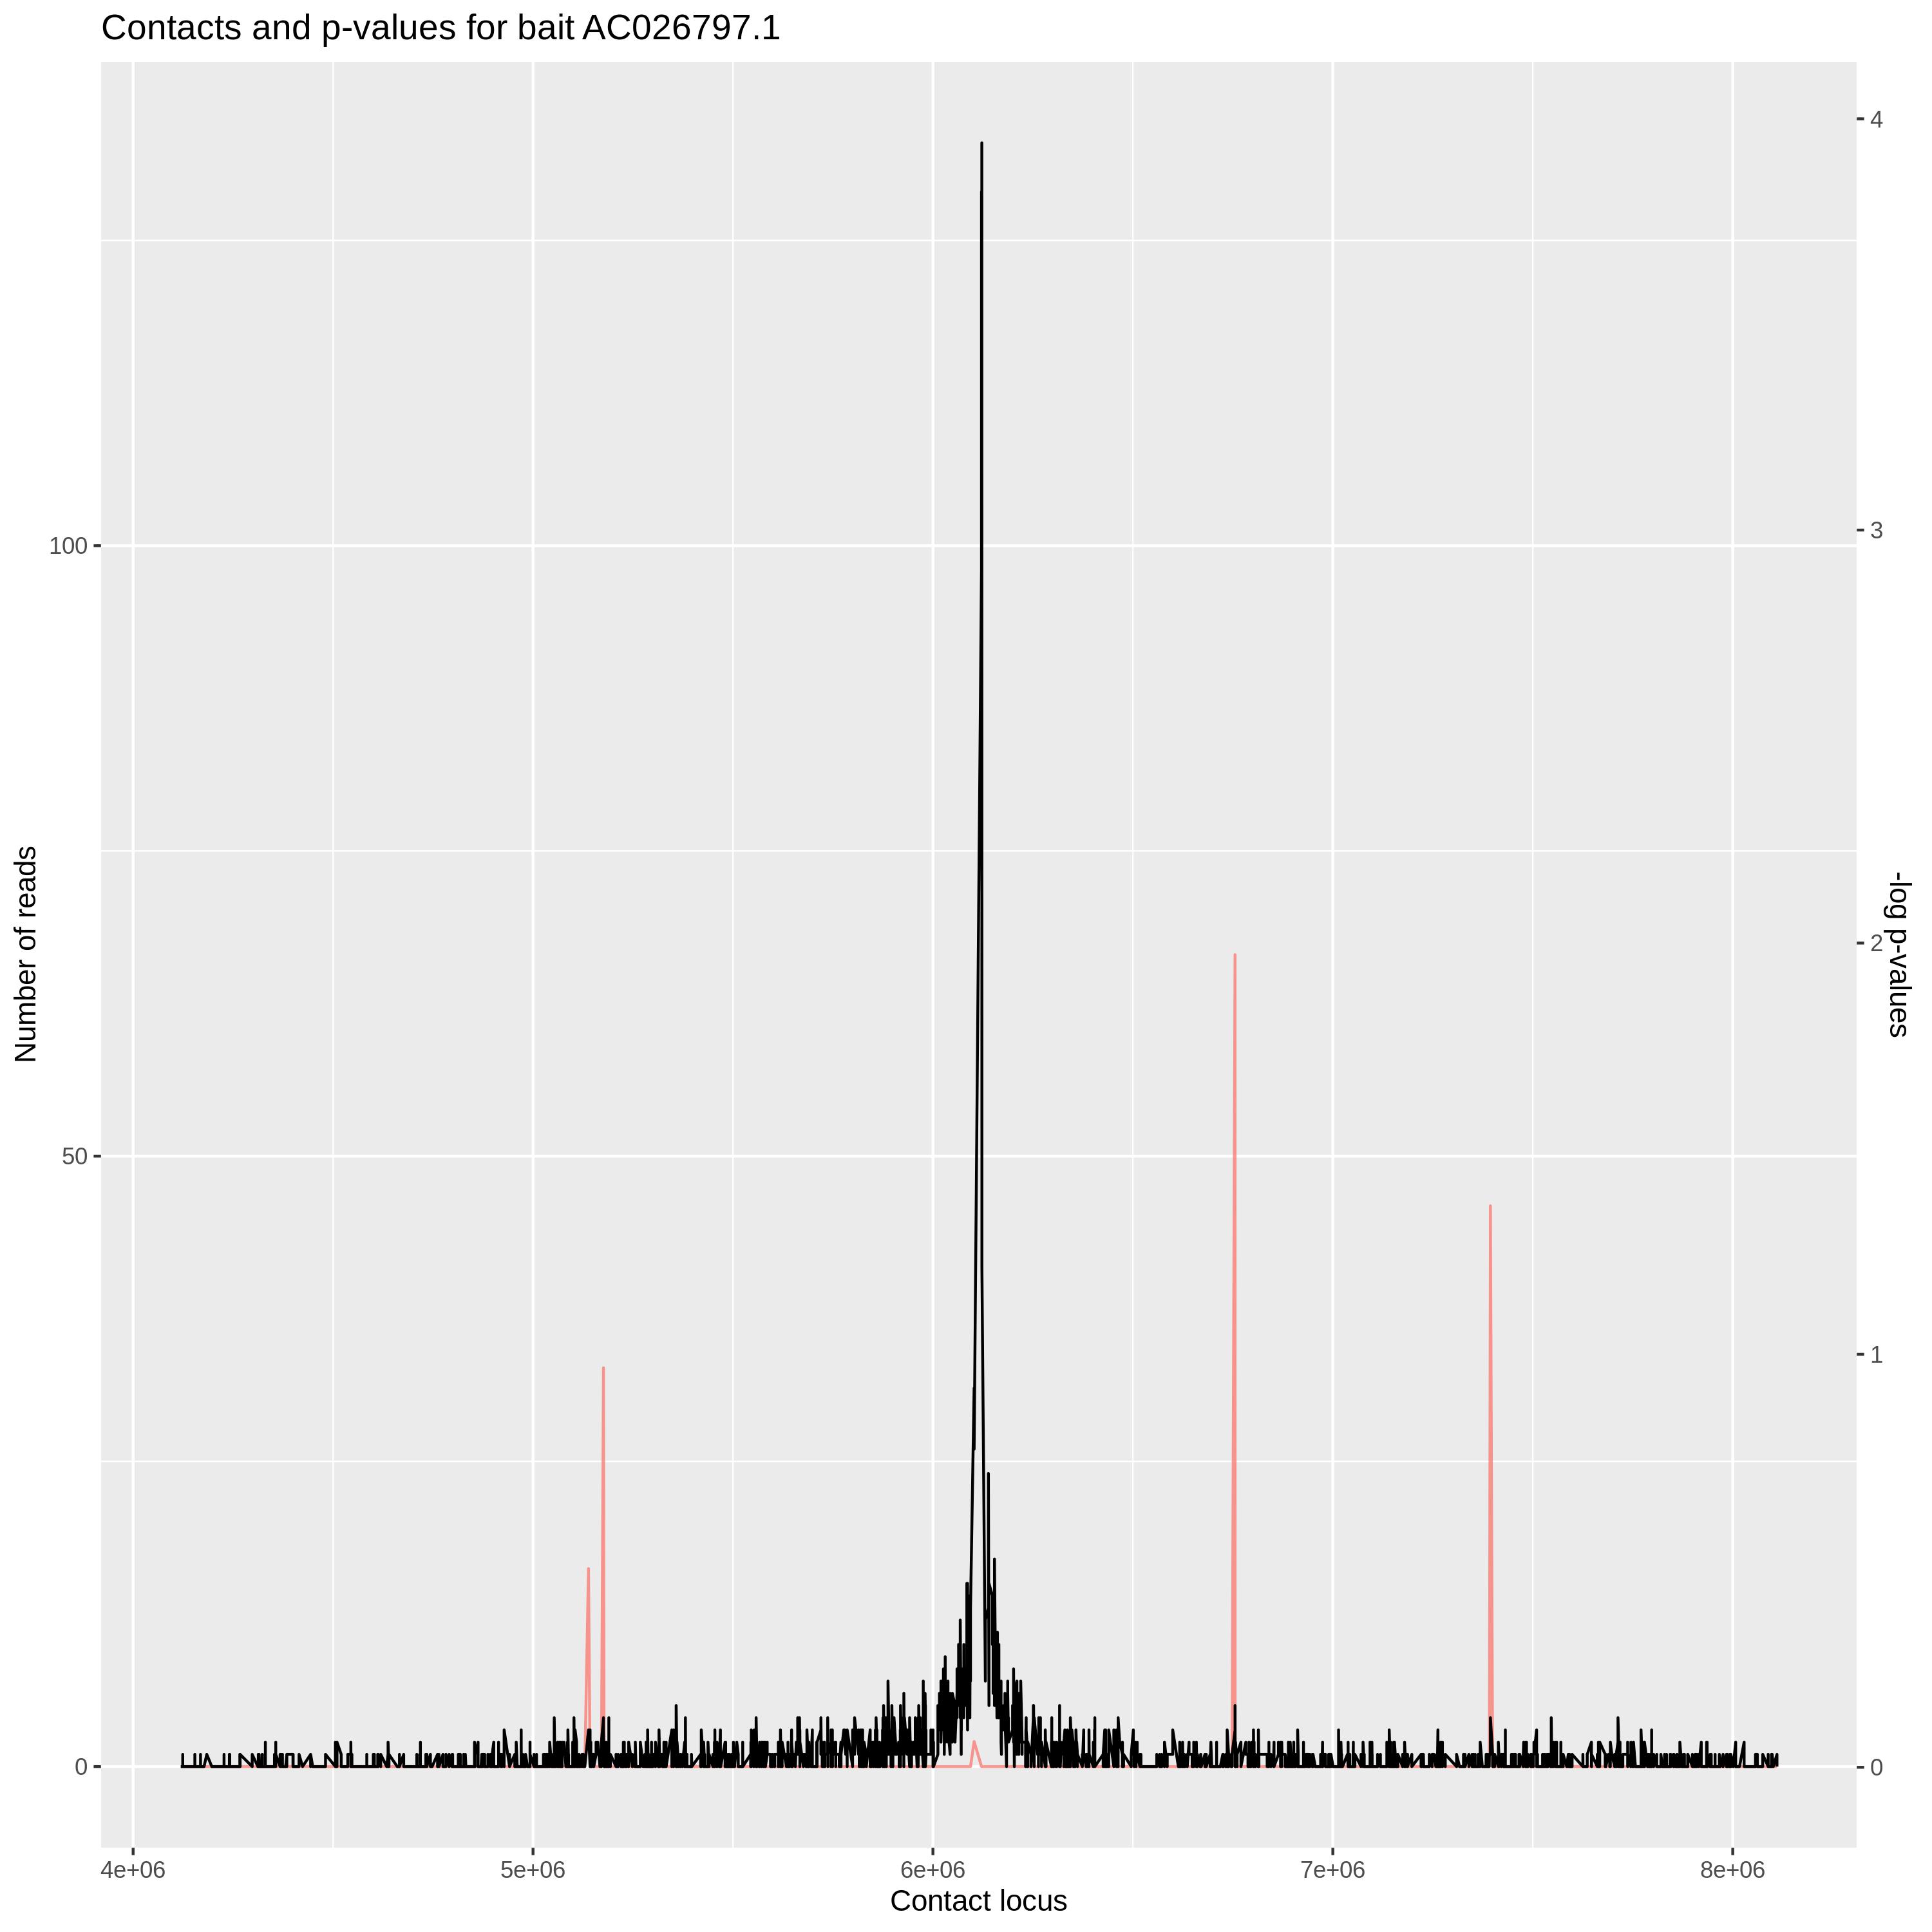 Contacts and p-values for bait AC026797.1
Number of reads
100
50
0
4
3
2
1
0
-log p-values
4e+06 5e+06 6e+06 7e+06 8e+06
Contact locus